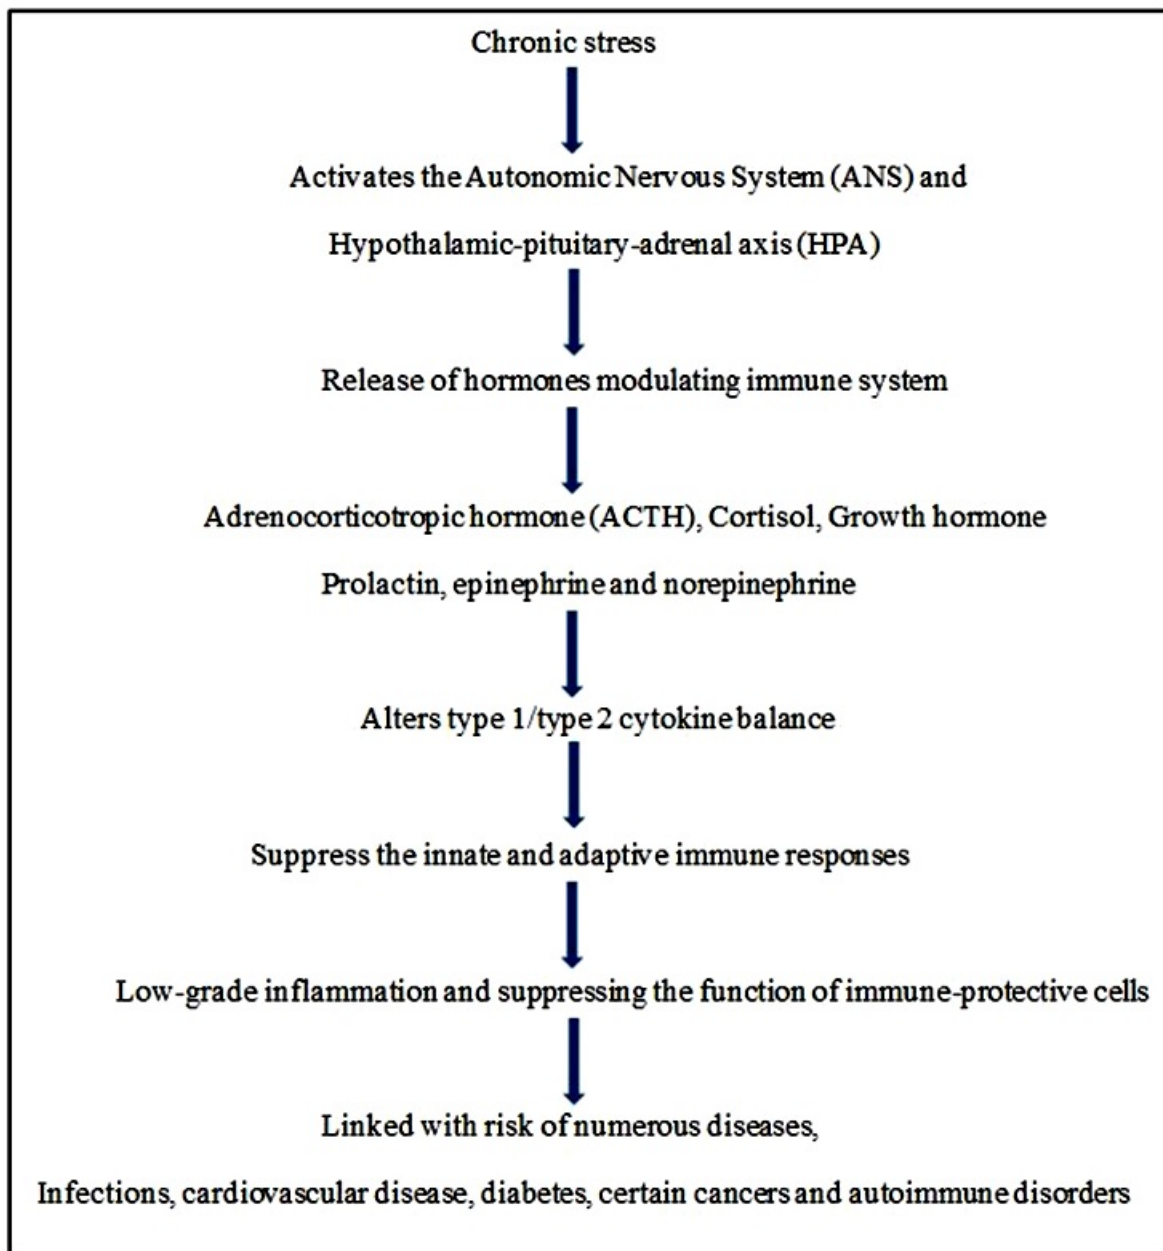 Chronic stress
Activates the Autonomic Nervous System (ANS) and
Hypothalamic-pituitary-adrenal axis (HPA)
Release of hormones modulating immune system
Adrenocorticotropic hormone (ACTH), Cortisol, Growth hormone
Prolactin, epinephrine and norepinephrine
Alters type 1/type 2 cytokine balance
Suppress the innate and adaptive immune responses
Low-grade inflammation and suppressing the function of immune-protective cells
Linked with risk of numerous diseases,
Infections, cardiovascular disease, diabetes, certain cancers and autoimmune disorders